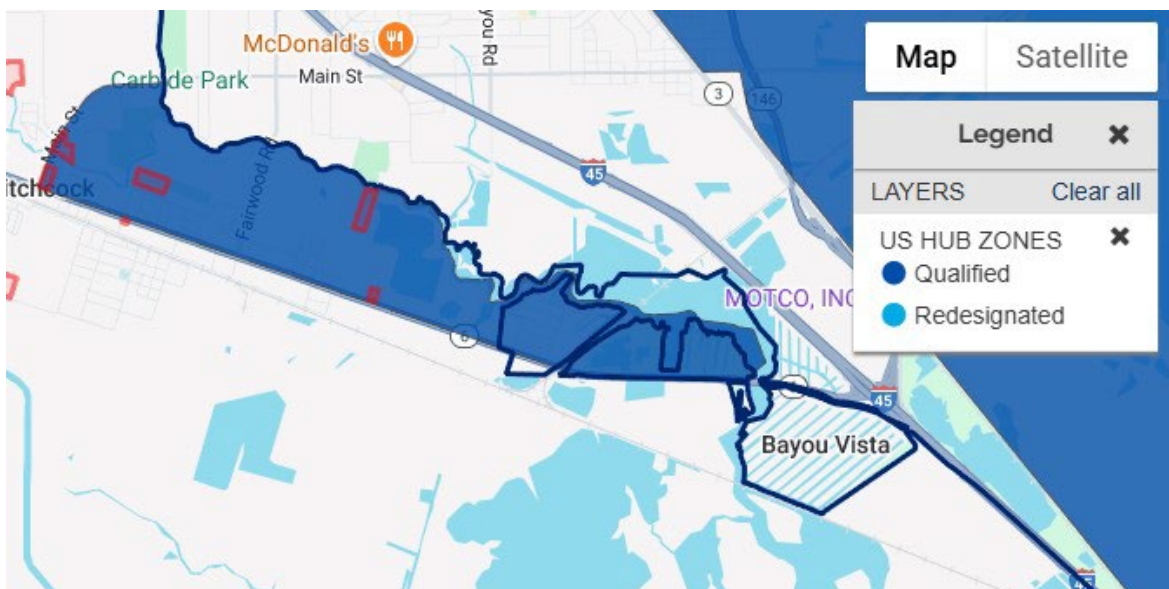 McDonald's
Main St
Carbide Park
Main St
you Rd
3
146
45
itchcock
Fairwood Rd
6
MOTCO, INC
45
Bayou Vista
45
Map
Satellite
Legend
LAYERS
Clear all
US HUB ZONES
Qualified
Redesignated